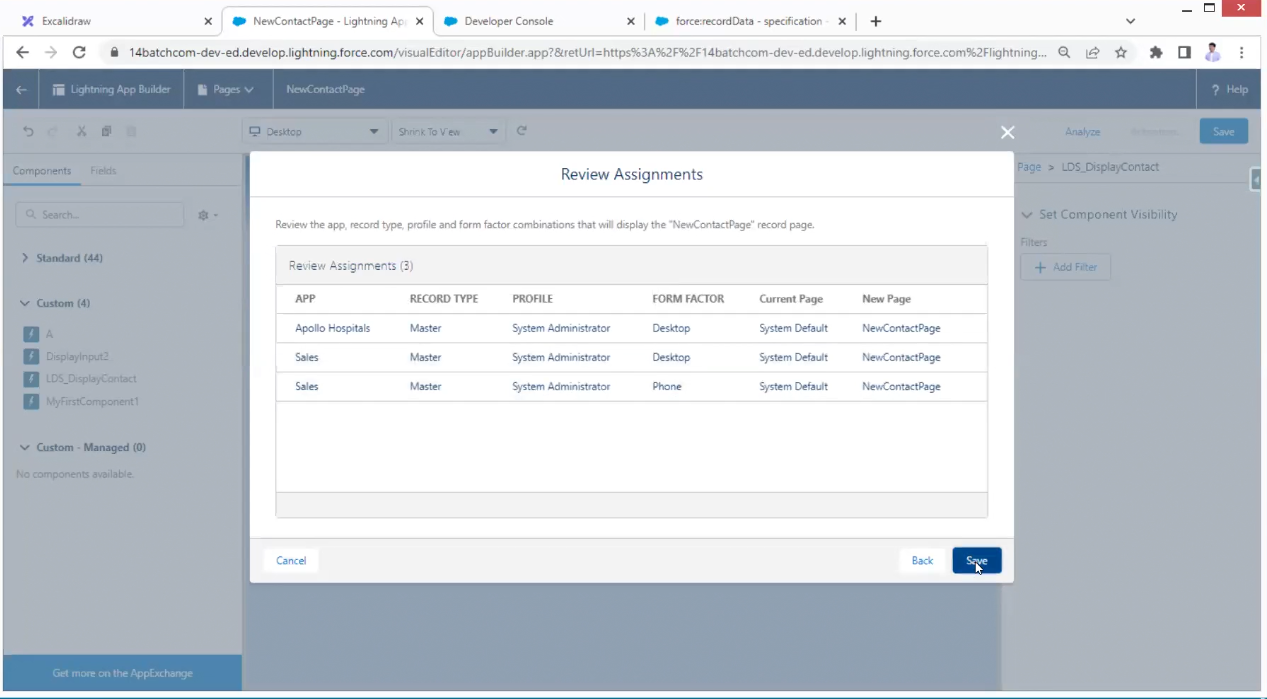 Excalidraw
NewContactPage - Lightning Ap
Developer Console
force:recordData - specification -
14batchcom-dev-ed.develop.lightning.force.com/visualEditor/appBuilder.app?&retUrl=https%3A%2F%2F14batchcom-dev-ed.develop.lightning.force.com%2Flightning...
Lightning App Builder
Pages
NewContactPage
? Help
Desktop
Shrink To View
Analyze
Save
Components
Fields
Page > LDS_DisplayContact
Search...
Standard (44)
Custom (4)
A
DisplayInput2
LDS_DisplayContact
MyFirstComponent1
Custom - Managed (0)
No components available.
Get more on the AppExchange
Review Assignments
Review the app, record type, profile and form factor combinations that will display the "NewContactPage" record page.
Review Assignments (3)
APP RECORD TYPE PROFILE FORM FACTOR Current Page New Page
Apollo Hospitals Master System Administrator Desktop System Default NewContactPage
Sales Master System Administrator Desktop System Default NewContactPage
Sales Master System Administrator Phone System Default NewContactPage
Cancel
Back
Save
Set Component Visibility
Filters
+ Add Filter